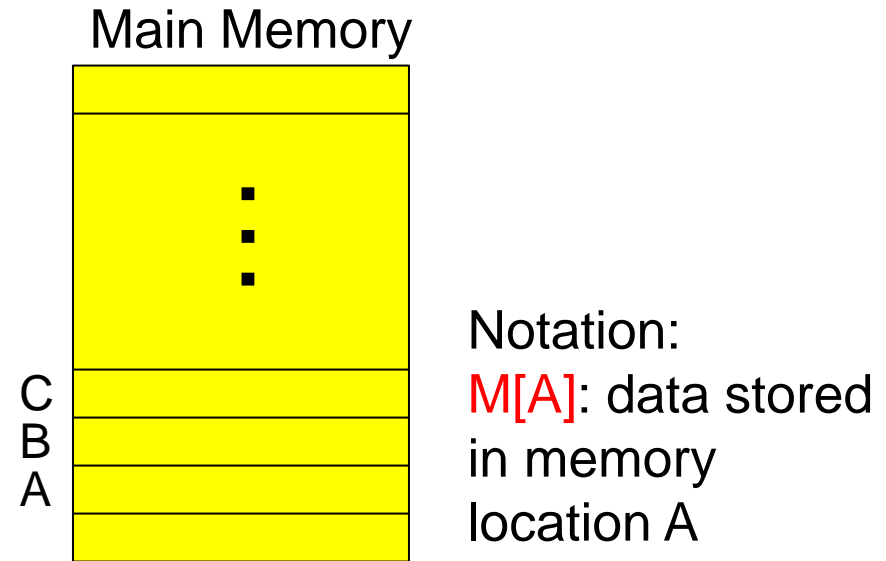 Main Memory
C
B
A
Notation:
M[A]: data stored
in memory
location A